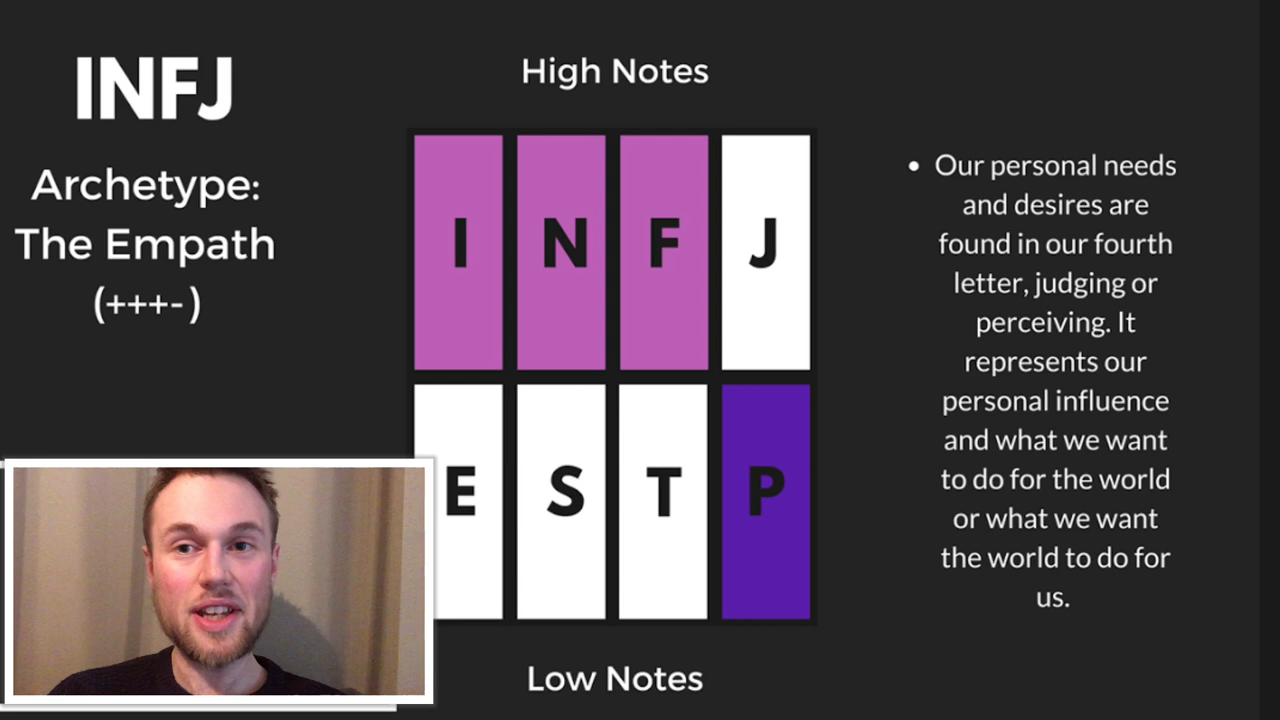 INFJ
Archetype:
The Empath
(+++-)
High Notes
I N F J
E S T P
Low Notes
• Our personal needs
and desires are
found in our fourth
letter, judging or
perceiving. It
represents our
personal influence
and what we want
to do for the world
or what we want
the world to do for
us.